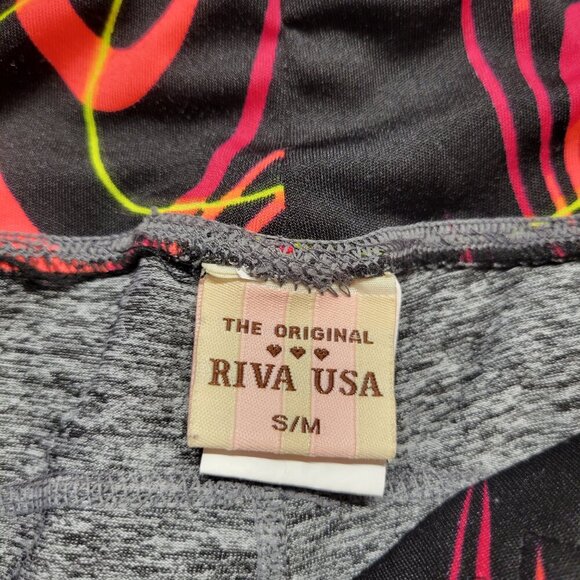 THE ORIGINAL
RIVA USA
S/M